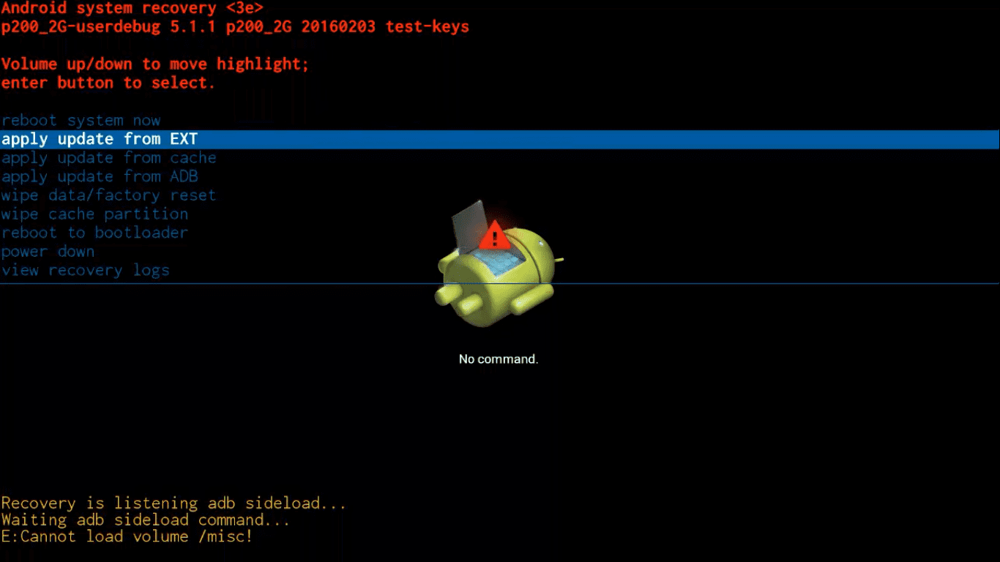 Android system recovery <3e>
p200_2G-userdebug 5.1.1 p200_2G 20160203 test-keys
Volume up/down to move highlight;
enter button to select.
reboot system now
apply update from EXT
apply update from cache
apply update from ADB
wipe data/factory reset
wipe cache partition
reboot to bootloader
power down
view recovery logs
No command.
Recovery is listening adb sideload...
Waiting adb sideload command...
E:Cannot load volume /misc!